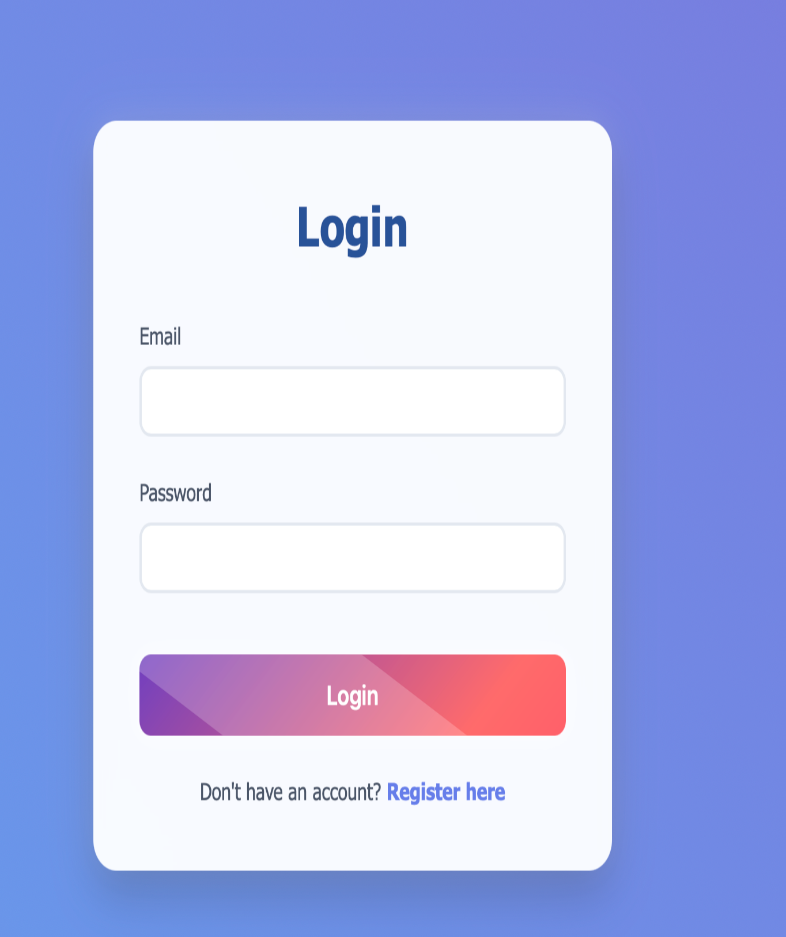 Login
Email
Password
Login
Don't have an account? Register here